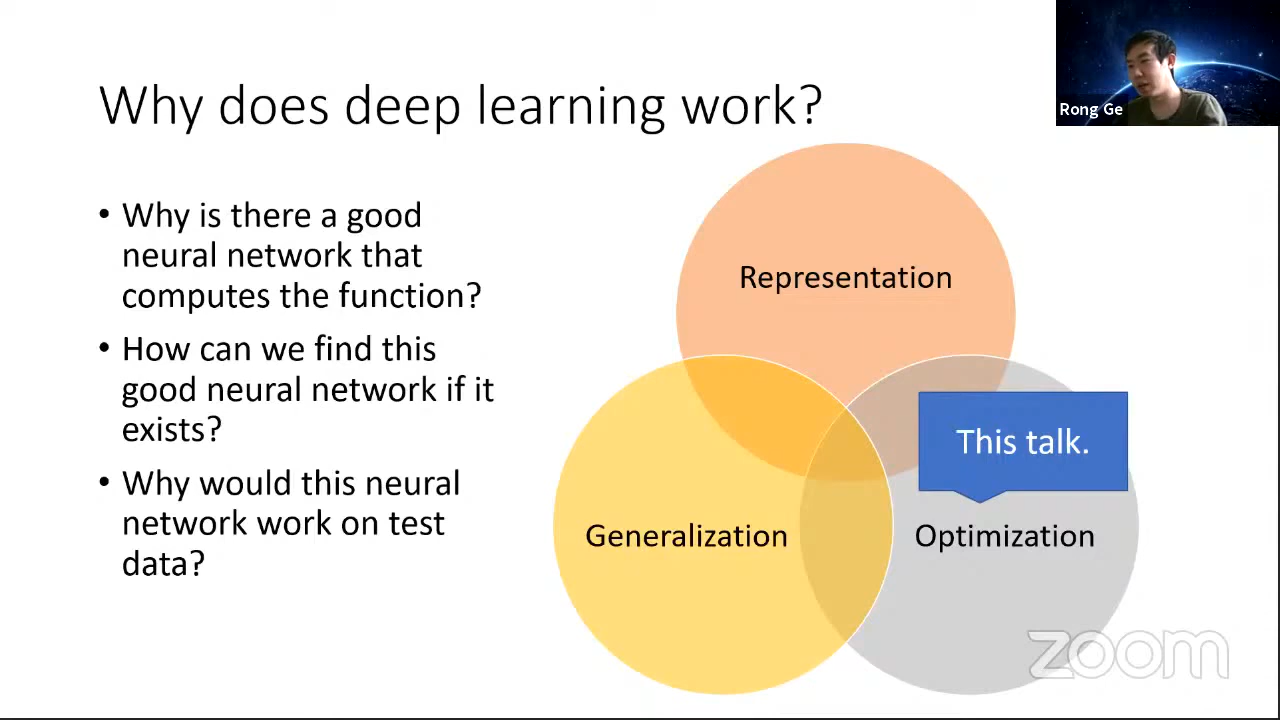 Why does deep learning work?
Rong Ge
• Why is there a good
neural network that
computes the function?
• How can we find this
good neural network if it
exists?
• Why would this neural
network work on test
data?
Representation
This talk.
Generalization
Optimization
zoom